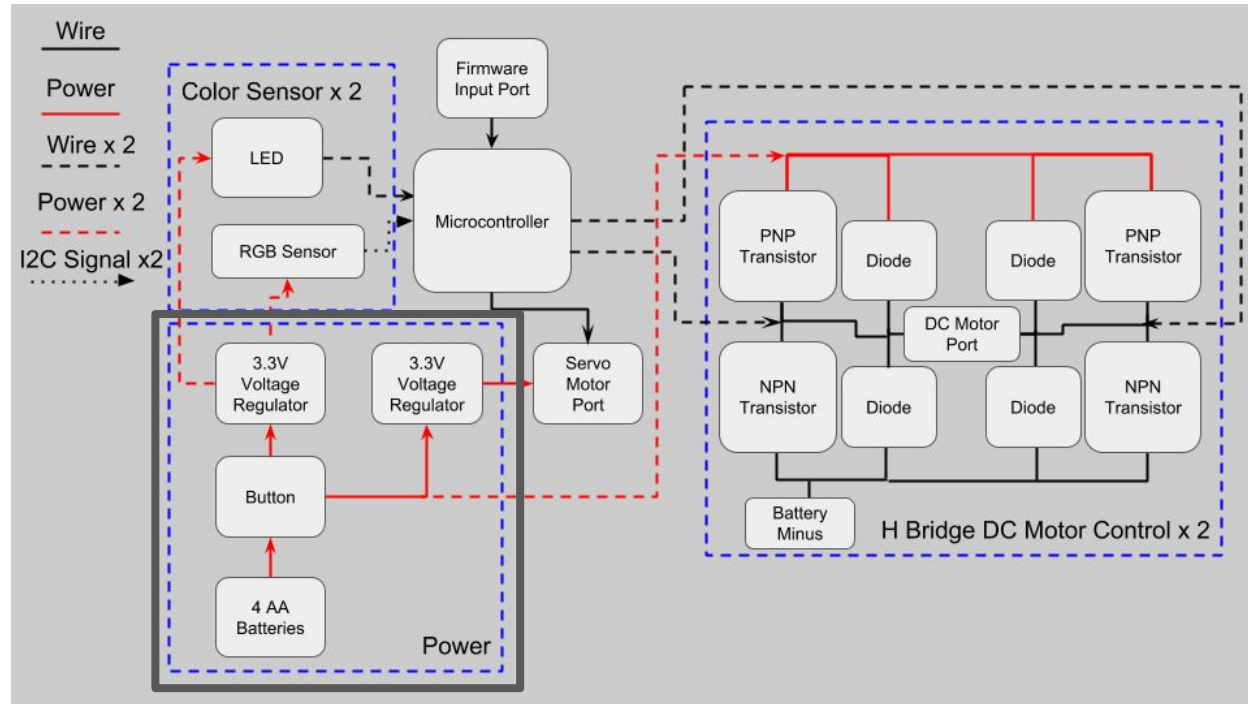 Wire
Power
Wire x 2
Power x 2
I2C Signal x2
Color Sensor x 2
LED
RGB Sensor
Firmware
Input Port
Microcontroller
3.3V
Voltage
Regulator
3.3V
Voltage
Regulator
Servo
Motor
Port
Button
4 AA
Batteries
Power
PNP
Transistor
Diode
Diode
PNP
Transistor
DC Motor
Port
NPN
Transistor
Diode
Diode
NPN
Transistor
Battery
Minus
H Bridge DC Motor Control x 2